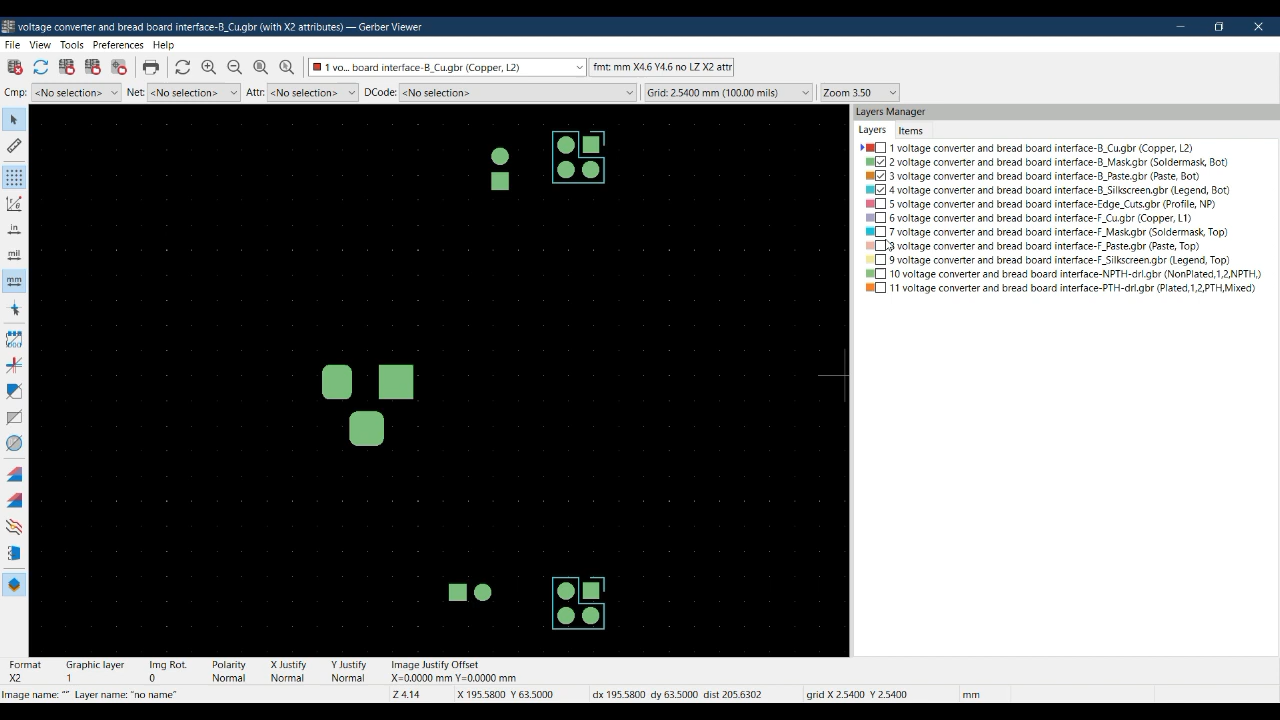 voltage converter and bread board interface-B_Cu.gbr (with X2 attributes) — Gerber Viewer
File View Tools Preferences Help
1 vo... board interface-B_Cu.gbr (Copper, L2) fmt: mm X4.6 Y4.6 no LZ X2 attr
Cmp: <No selection> Net: <No selection> Attr: <No selection> DCode: <No selection> Grid: 2.5400 mm (100.00 mils) Zoom 3.50
Layers Manager
Layers Items
1 voltage converter and bread board interface-B_Cu.gbr (Copper, L2)
2 voltage converter and bread board interface-B_Mask.gbr (Soldermask, Bot)
3 voltage converter and bread board interface-B_Paste.gbr (Paste, Bot)
4 voltage converter and bread board interface-B_Silkscreen.gbr (Legend, Bot)
5 voltage converter and bread board interface-Edge_Cuts.gbr (Profile, NP)
6 voltage converter and bread board interface-F_Cu.gbr (Copper, L1)
7 voltage converter and bread board interface-F_Mask.gbr (Soldermask, Top)
8 voltage converter and bread board interface-F_Paste.gbr (Paste, Top)
9 voltage converter and bread board interface-F_Silkscreen.gbr (Legend, Top)
10 voltage converter and bread board interface-NPTH-drl.gbr (NonPlated,1,2,NPTH,)
11 voltage converter and bread board interface-PTH-drl.gbr (Plated,1,2,PTH,Mixed)
in
mil
mm
Format Graphic layer Img Rot. Polarity X Justify Y Justify Image Justify Offset
X2 1 0 Normal Normal Normal X=0.0000 mm Y=0.0000 mm
Image name: "" Layer name: "no name" Z 4.14 X 195.5800 Y 63.5000 dx 195.5800 dy 63.5000 dist 205.6302 grid X 2.5400 Y 2.5400 mm